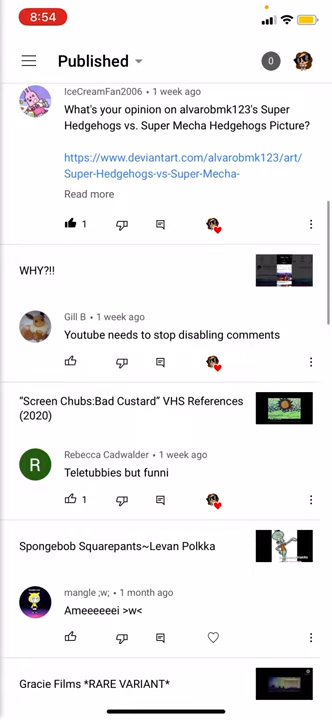 8:54
Published
0
IceCreamFan2006 • 1 week ago
What's your opinion on alvarobmk123's Super
Hedgehogs vs. Super Mecha Hedgehogs Picture?
https://www.deviantart.com/alvarobmk123/art/
Super-Hedgehogs-vs-Super-Mecha-
Read more
1
WHY?!!
Gill B • 1 week ago
Youtube needs to stop disabling comments
“Screen Chubs:Bad Custard” VHS References
(2020)
R
Rebecca Cadwalder • 1 week ago
Teletubbies but funni
1
Spongebob Squarepants~Levan Polkka
mangle ;w; • 1 month ago
Ameeeeeei >w<
Gracie Films *RARE VARIANT*